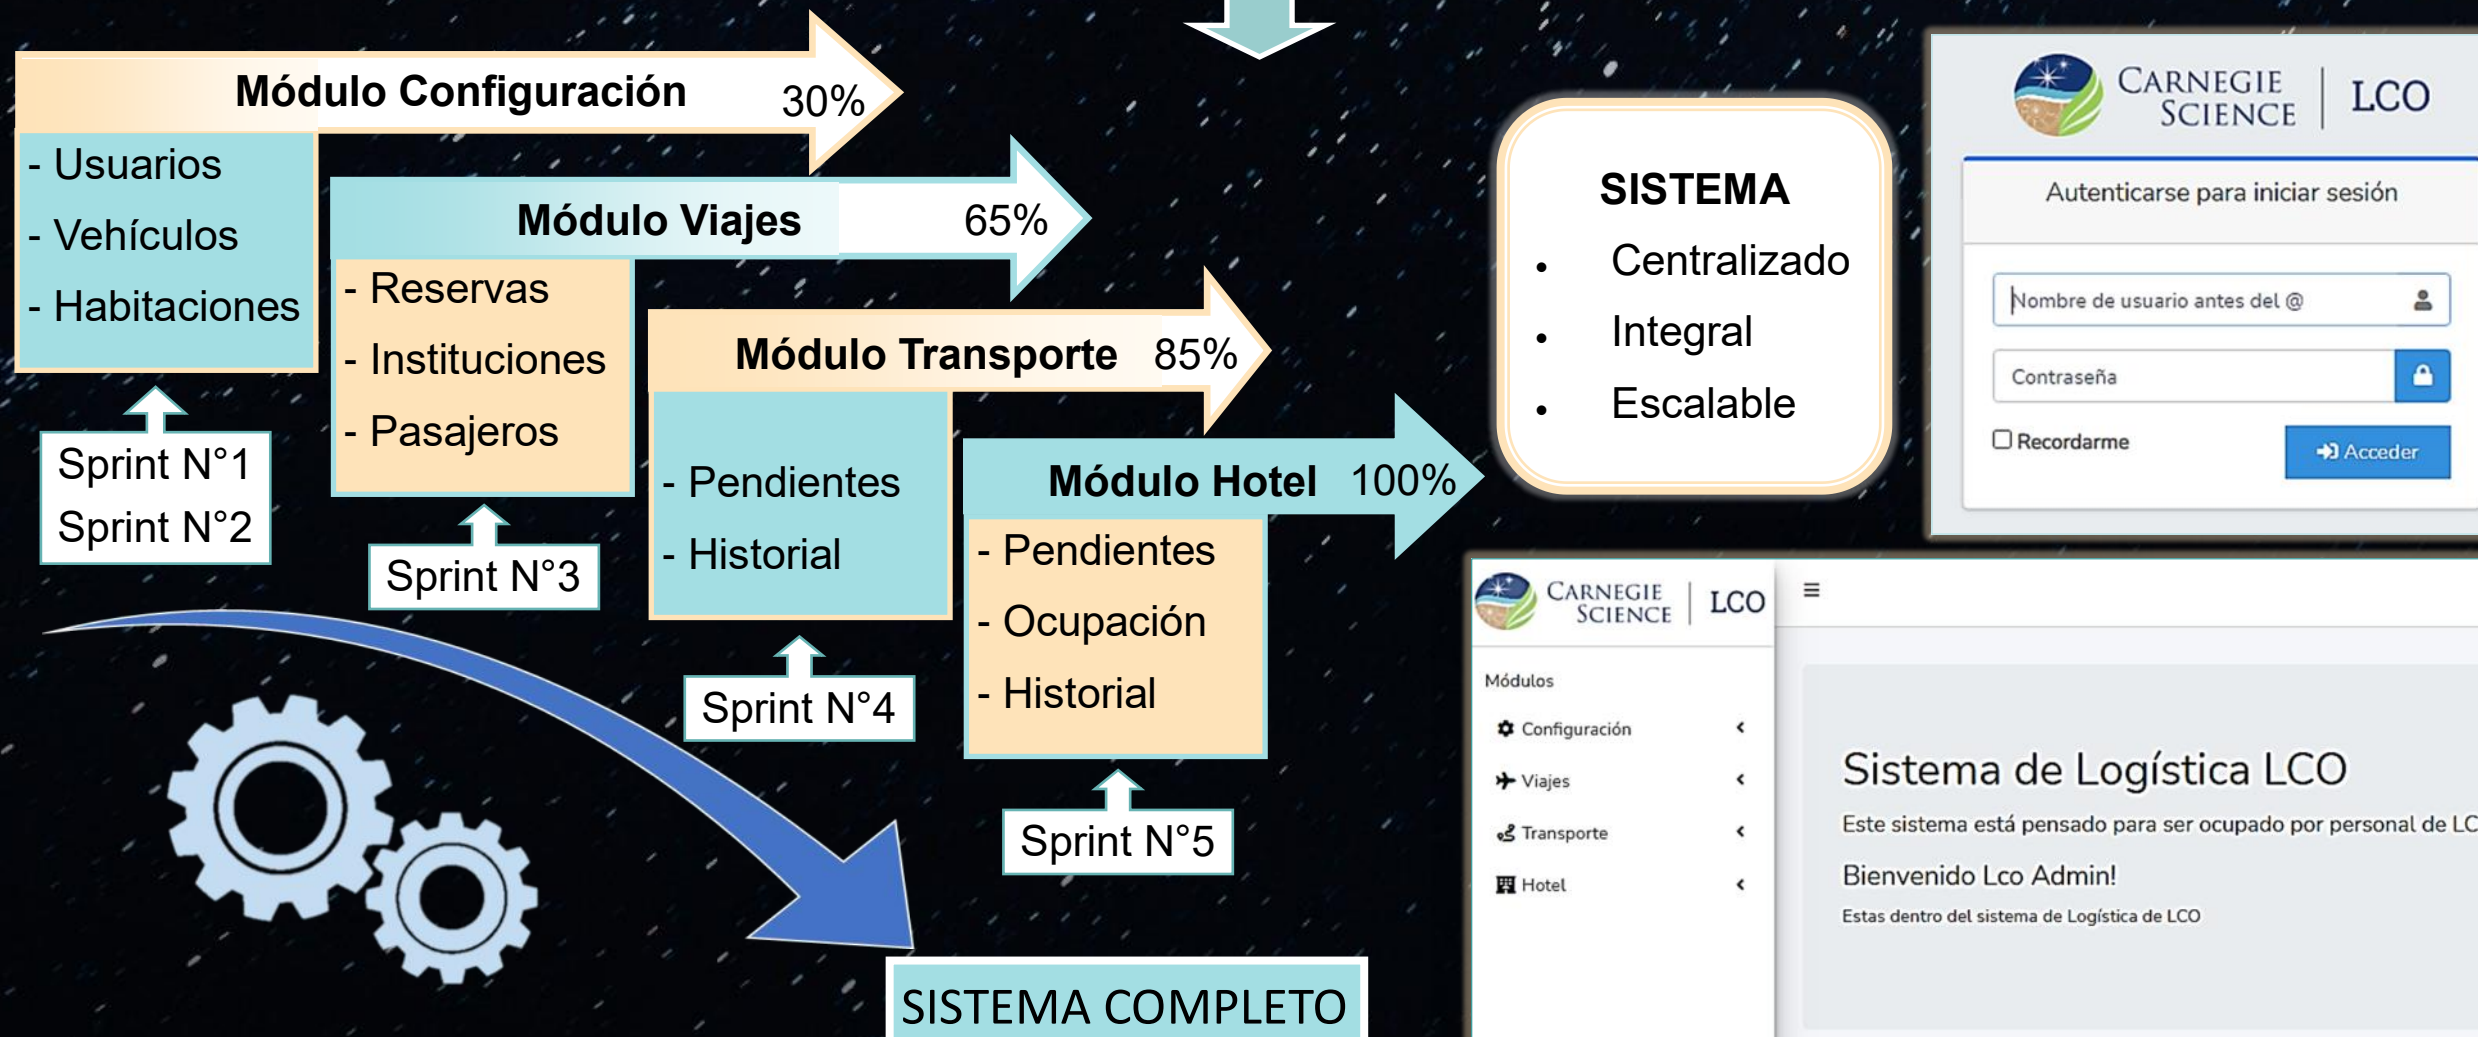 Módulo Configuración 30%
- Usuarios
- Vehículos
- Habitaciones
Sprint N°1
Sprint N°2
Módulo Viajes 65%
- Reservas
- Instituciones
- Pasajeros
Sprint N°3
Módulo Transporte 85%
- Pendientes
- Historial
Sprint N°4
Módulo Hotel 100%
- Pendientes
- Ocupación
- Historial
Sprint N°5
SISTEMA COMPLETO
SISTEMA
• Centralizado
• Integral
• Escalable
CARNEGIE
SCIENCE
LCO
Autenticarse para iniciar sesión
Nombre de usuario antes del @
Contraseña
Recordarme
Acceder
CARNEGIE
SCIENCE
LCO
Módulos
Configuración
Viajes
Transporte
Hotel
Sistema de Logística LCO
Este sistema está pensado para ser ocupado por personal de LC
Bienvenido Lco Admin!
Estas dentro del sistema de Logística de LCO